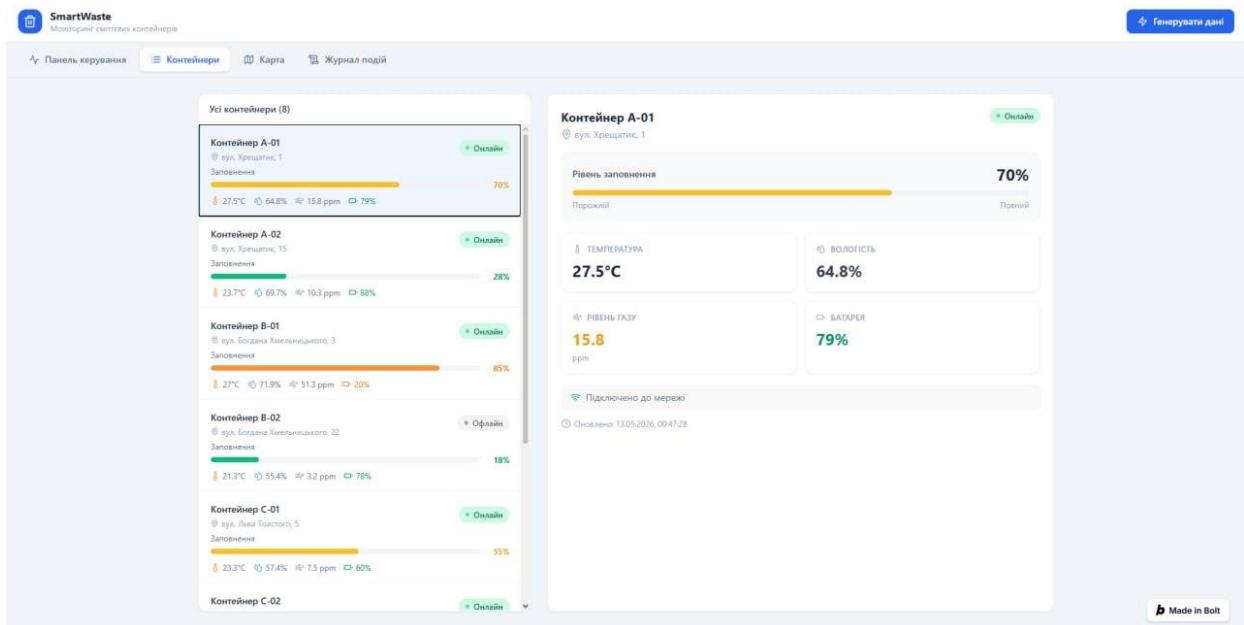 SmartWaste
Моніторинг сміттєвих контейнерів
Генерувати дані
Панель керування
Контейнери
Карта
Журнал подій
Усі контейнери (8)
Контейнер A-01
Онлайн
вул. Хрещатик, 1
Заповнення
70%
27.5°C 64.8% 15.8 ppm 79%
Контейнер A-02
Онлайн
вул. Хрещатик, 15
Заповнення
28%
23.7°C 69.7% 10.3 ppm 88%
Контейнер B-01
Онлайн
вул. Богдана Хмельницького, 3
Заповнення
85%
27°C 71.9% 51.3 ppm 20%
Контейнер B-02
Офлайн
вул. Богдана Хмельницького, 22
Заповнення
18%
21.3°C 55.4% 3.2 ppm 78%
Контейнер C-01
Онлайн
вул. Льва Толстого, 5
Заповнення
55%
23.3°C 57.4% 7.5 ppm 60%
Контейнер C-02
Онлайн
Контейнер A-01
Онлайн
вул. Хрещатик, 1
Рівень заповнення
70%
Порожній
Повний
ТЕМПЕРАТУРА
27.5°C
ВОЛОГІСТЬ
64.8%
РІВЕНЬ ГАЗУ
15.8
ppm
БАТАРЕЯ
79%
Підключено до мережі
Оновлено: 13.05.2026, 00:47:28
b Made in Bolt